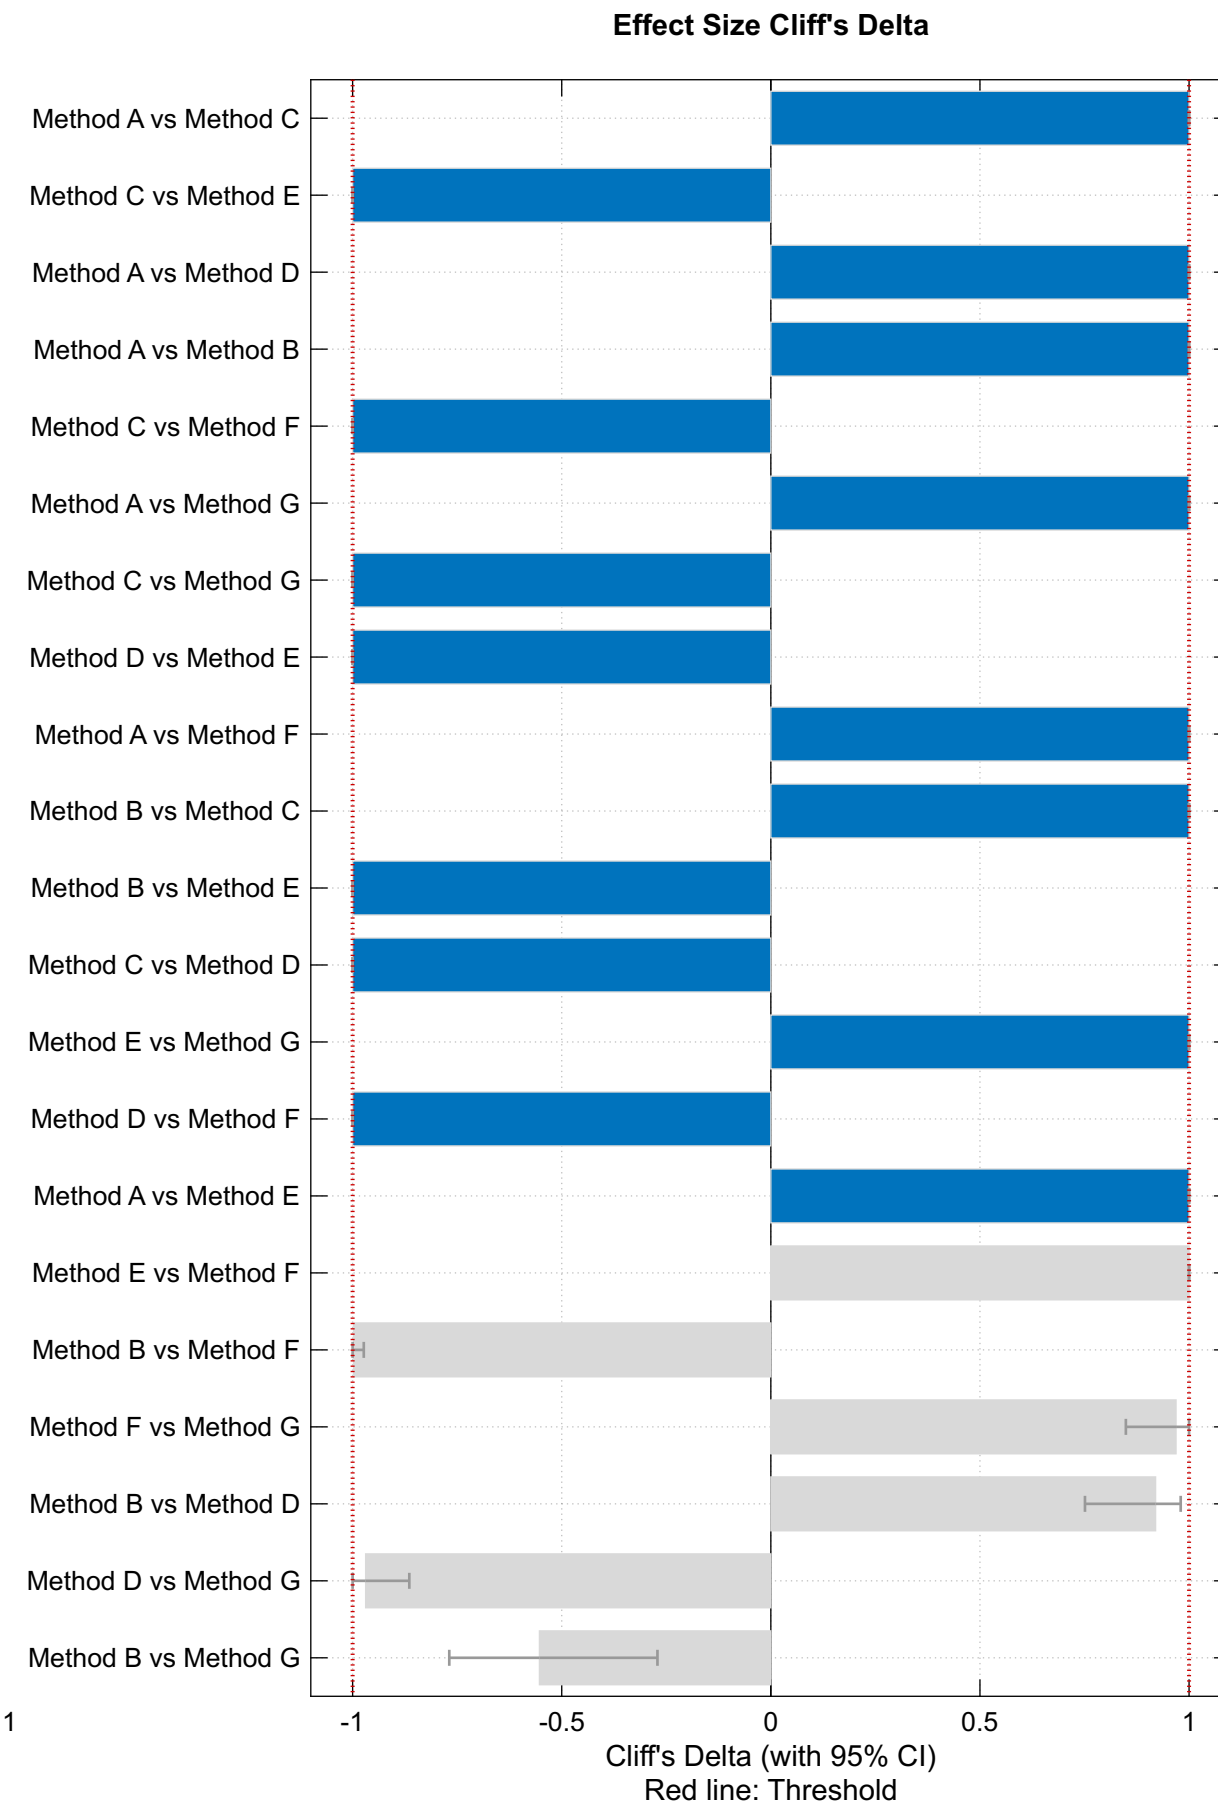 Effect Size Cliff's Delta
Method A vs Method C
Method C vs Method E
Method A vs Method D
Method A vs Method B
Method C vs Method F
Method A vs Method G
Method C vs Method G
Method D vs Method E
Method A vs Method F
Method B vs Method C
Method B vs Method E
Method C vs Method D
Method E vs Method G
Method D vs Method F
Method A vs Method E
Method E vs Method F
Method B vs Method F
Method F vs Method G
Method B vs Method D
Method D vs Method G
Method B vs Method G
1 -1 -0.5 0 0.5 1
Cliff's Delta (with 95% CI)
Red line: Threshold